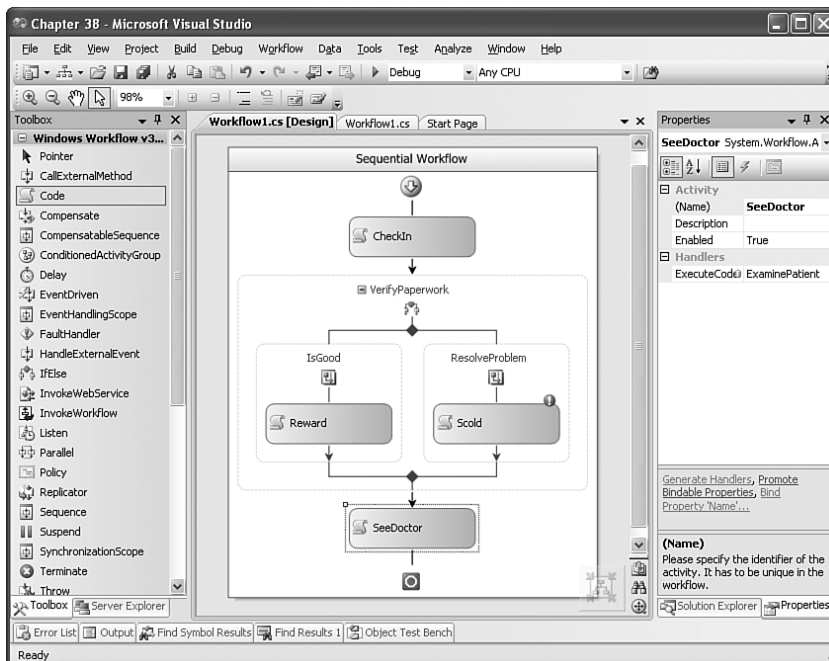 Chapter 38 - Microsoft Visual Studio
File Edit View Project Build Debug Workflow Data Tools Test Analyze Window Help
Debug Any CPU
98%
Toolbox
Windows Workflow v3...
Pointer
CallExternalMethod
Code
Compensate
CompensatableSequence
ConditionedActivityGroup
Delay
EventDriven
EventHandlingScope
FaultHandler
HandleExternalEvent
IfElse
InvokeWebService
InvokeWorkflow
Listen
Parallel
Policy
Replicator
Sequence
Suspend
SynchronizationScope
Terminate
Throw
Toolbox Server Explorer
Workflow1.cs [Design] Workflow1.cs Start Page
Sequential Workflow
CheckIn
VerifyPaperwork
IsGood ResolveProblem
Reward Scold
SeeDoctor
Properties
SeeDoctor System.Workflow.A
Activity
(Name) SeeDoctor
Description
Enabled True
Handlers
ExecuteCode ExaminePatient
Generate Handlers, Promote
Bindable Properties, Bind
Property 'Name'...
(Name)
Please specify the identifier of the
activity. It has to be unique in the
workflow.
Solution Explorer Properties
Error List Output Find Symbol Results Find Results 1 Object Test Bench
Ready